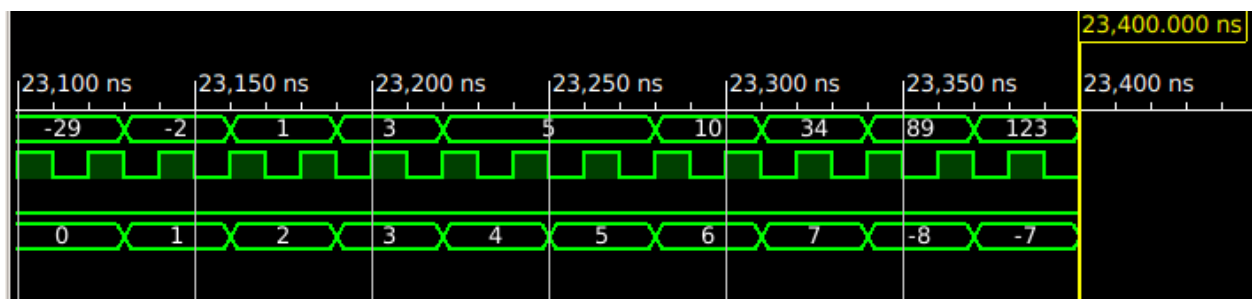 23,400.000 ns
23,100 ns 23,150 ns 23,200 ns 23,250 ns 23,300 ns 23,350 ns 23,400 ns
-29 -2 1 3 5 10 34 89 123
0 1 2 3 4 5 6 7 -8 -7